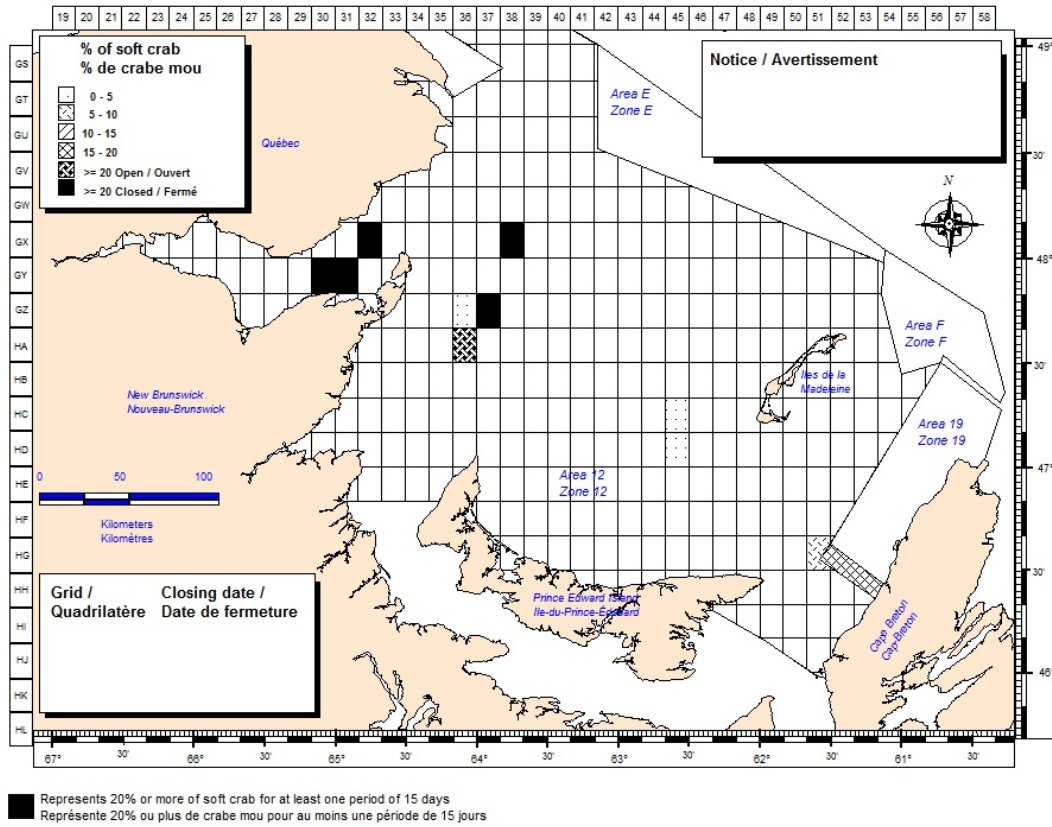 19 20 21 22 23 24 25 26 27 28 29 30 31 32 33 34 35 36 37 38 39 40 41 42 43 44 45 46 47 48 49 50 51 52 53 54 55 56 57 58
% of soft crab
% de crabe mou
0 - 5
5 - 10
10 - 15
15 - 20
>= 20 Open / Ouvert
>= 20 Closed / Fermé
Notice / Avertissement
Area E
Zone E
Québec
N
GS
GT
GU
GV
GW
GX
GY
GZ
HA
HB
HC
HD
HE
HF
HG
HH
HI
HJ
HK
HL
49°
30'
48°
30'
47°
30'
46°
Area F
Zone F
Iles de la
Madeleine
New Brunswick
Nouveau-Brunswick
Area 19
Zone 19
0 50 100
Kilometers
Kilomètres
Area 12
Zone 12
Prince Edward Island
Ile-du-Prince-Édouard
Cape Breton
Cap-Breton
Grid / Closing date /
Quadrilatère Date de fermeture
67° 30' 66° 30' 65° 30' 64° 30' 63° 30' 62° 30' 61° 30'
Represents 20% or more of soft crab for at least one period of 15 days
Représente 20% ou plus de crabe mou pour au moins une période de 15 jours